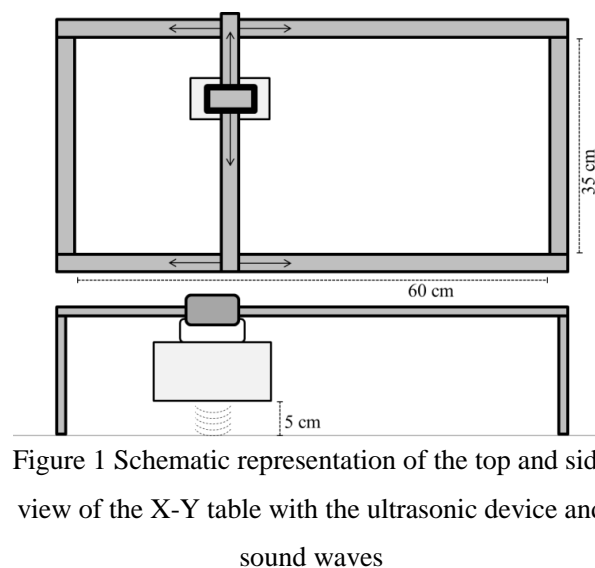 35 cm
60 cm
5 cm
Figure 1 Schematic representation of the top and sid
view of the X-Y table with the ultrasonic device and
sound waves